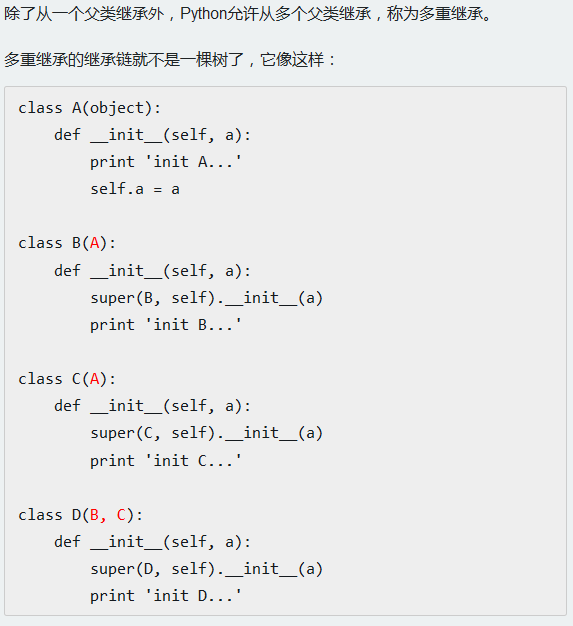 除了从一个父类继承外，Python允许从多个父类继承，称为多重继承。
多重继承的继承链就不是一棵树了，它像这样：
class A(object):
    def __init__(self, a):
        print 'init A...'
        self.a = a
class B(A):
    def __init__(self, a):
        super(B, self).__init__(a)
        print 'init B...'
class C(A):
    def __init__(self, a):
        super(C, self).__init__(a)
        print 'init C...'
class D(B, C):
    def __init__(self, a):
        super(D, self).__init__(a)
        print 'init D...'